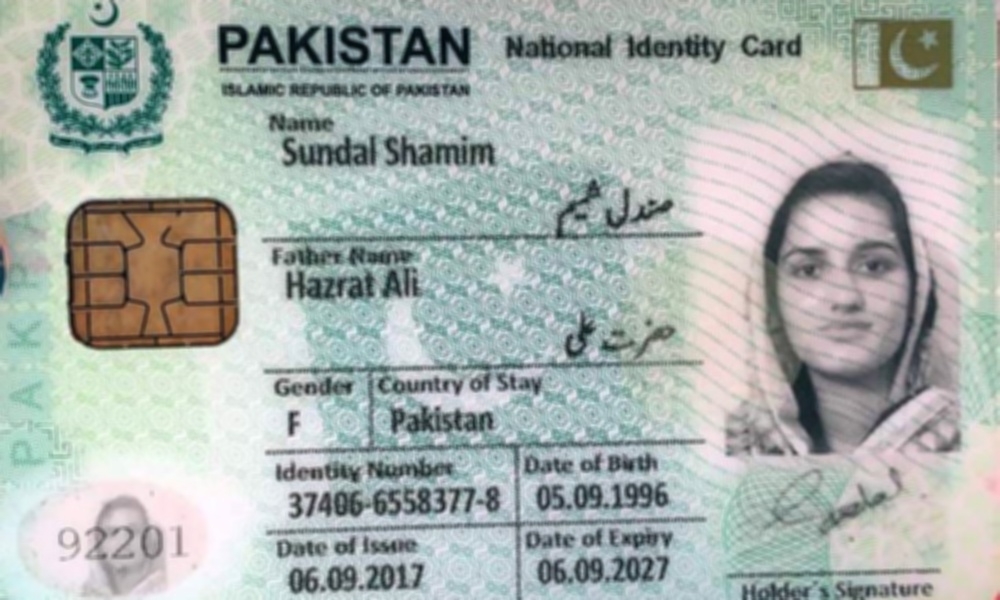 PAKISTAN National Identity Card
ISLAMIC REPUBLIC OF PAKISTAN
Name
Sundal Shamim
صندل شمیم
Father Name
Hazrat Ali
حضرت علی
Gender Country of Stay
F Pakistan
Identity Number Date of Birth
37406-6558377-8 05.09.1996
Date of Issue Date of Expiry
06.09.2017 06.09.2027
92201
Holder's Signature